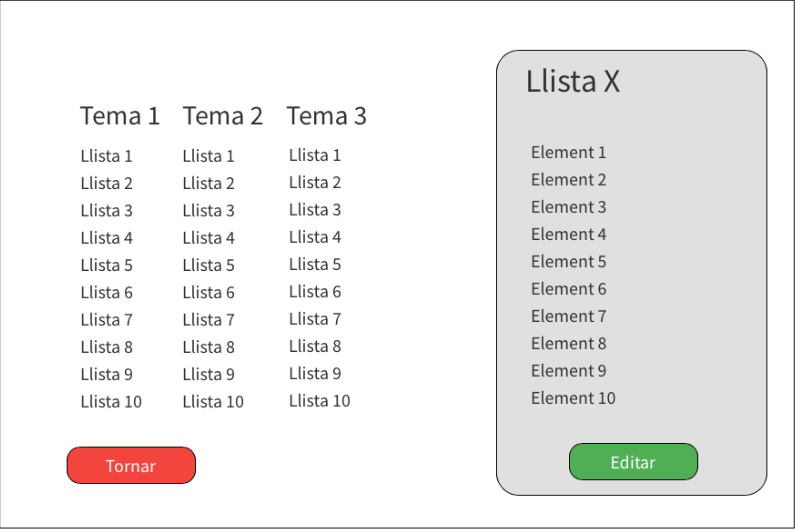 Llista X
Tema 1 Tema 2 Tema 3
Llista 1 Llista 1 Llista 1
Llista 2 Llista 2 Llista 2
Llista 3 Llista 3 Llista 3
Llista 4 Llista 4 Llista 4
Llista 5 Llista 5 Llista 5
Llista 6 Llista 6 Llista 6
Llista 7 Llista 7 Llista 7
Llista 8 Llista 8 Llista 8
Llista 9 Llista 9 Llista 9
Llista 10 Llista 10 Llista 10
Tornar
Element 1
Element 2
Element 3
Element 4
Element 5
Element 6
Element 7
Element 8
Element 9
Element 10
Editar